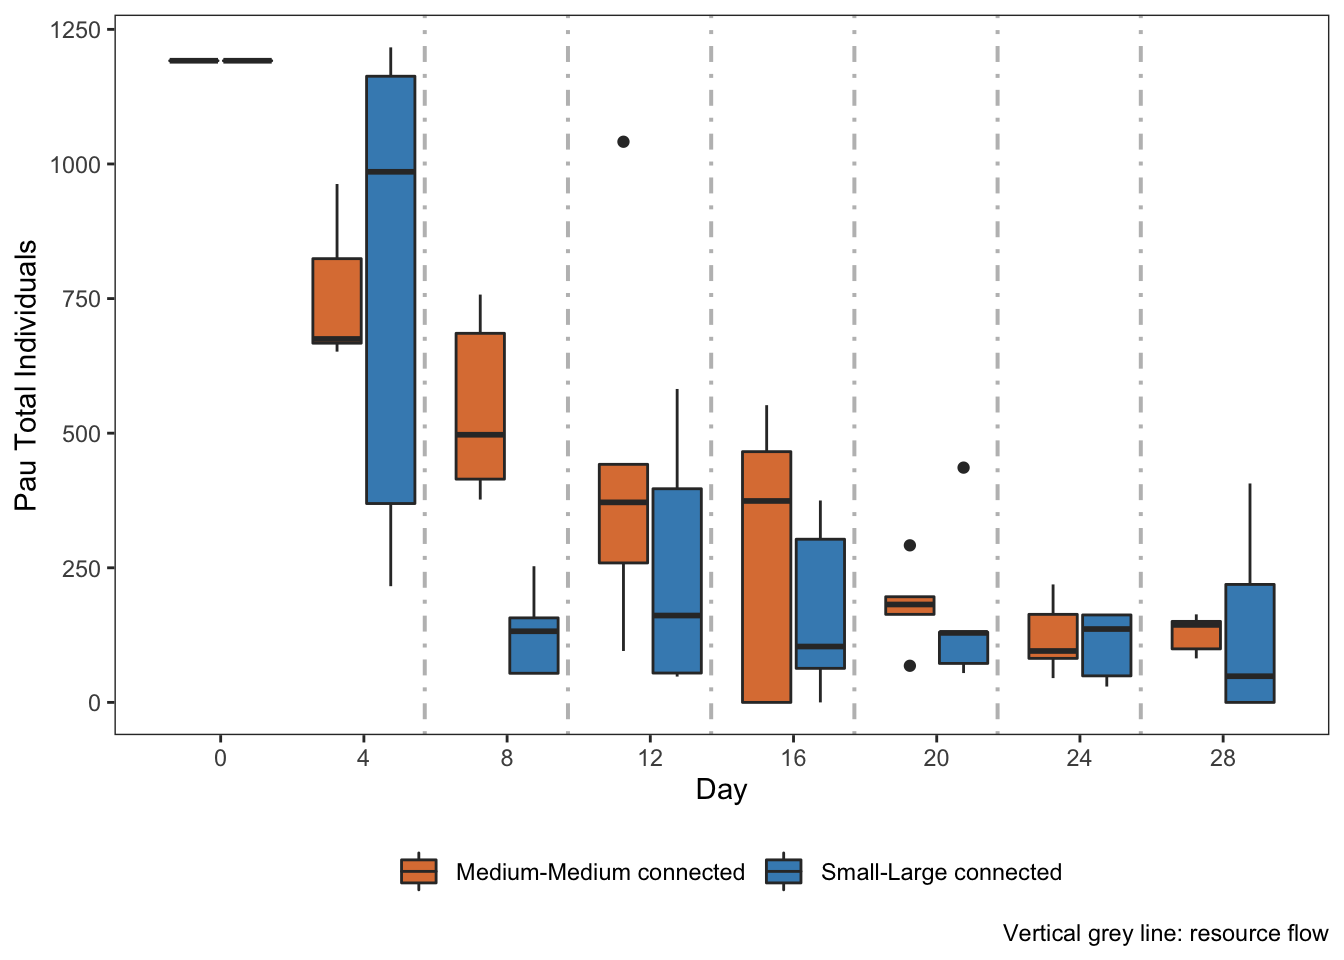 1250
1000
750
500
250
0
Pau Total Individuals
0 4 8 12 16 20 24 28
Day
Medium-Medium connected Small-Large connected
Vertical grey line: resource flow